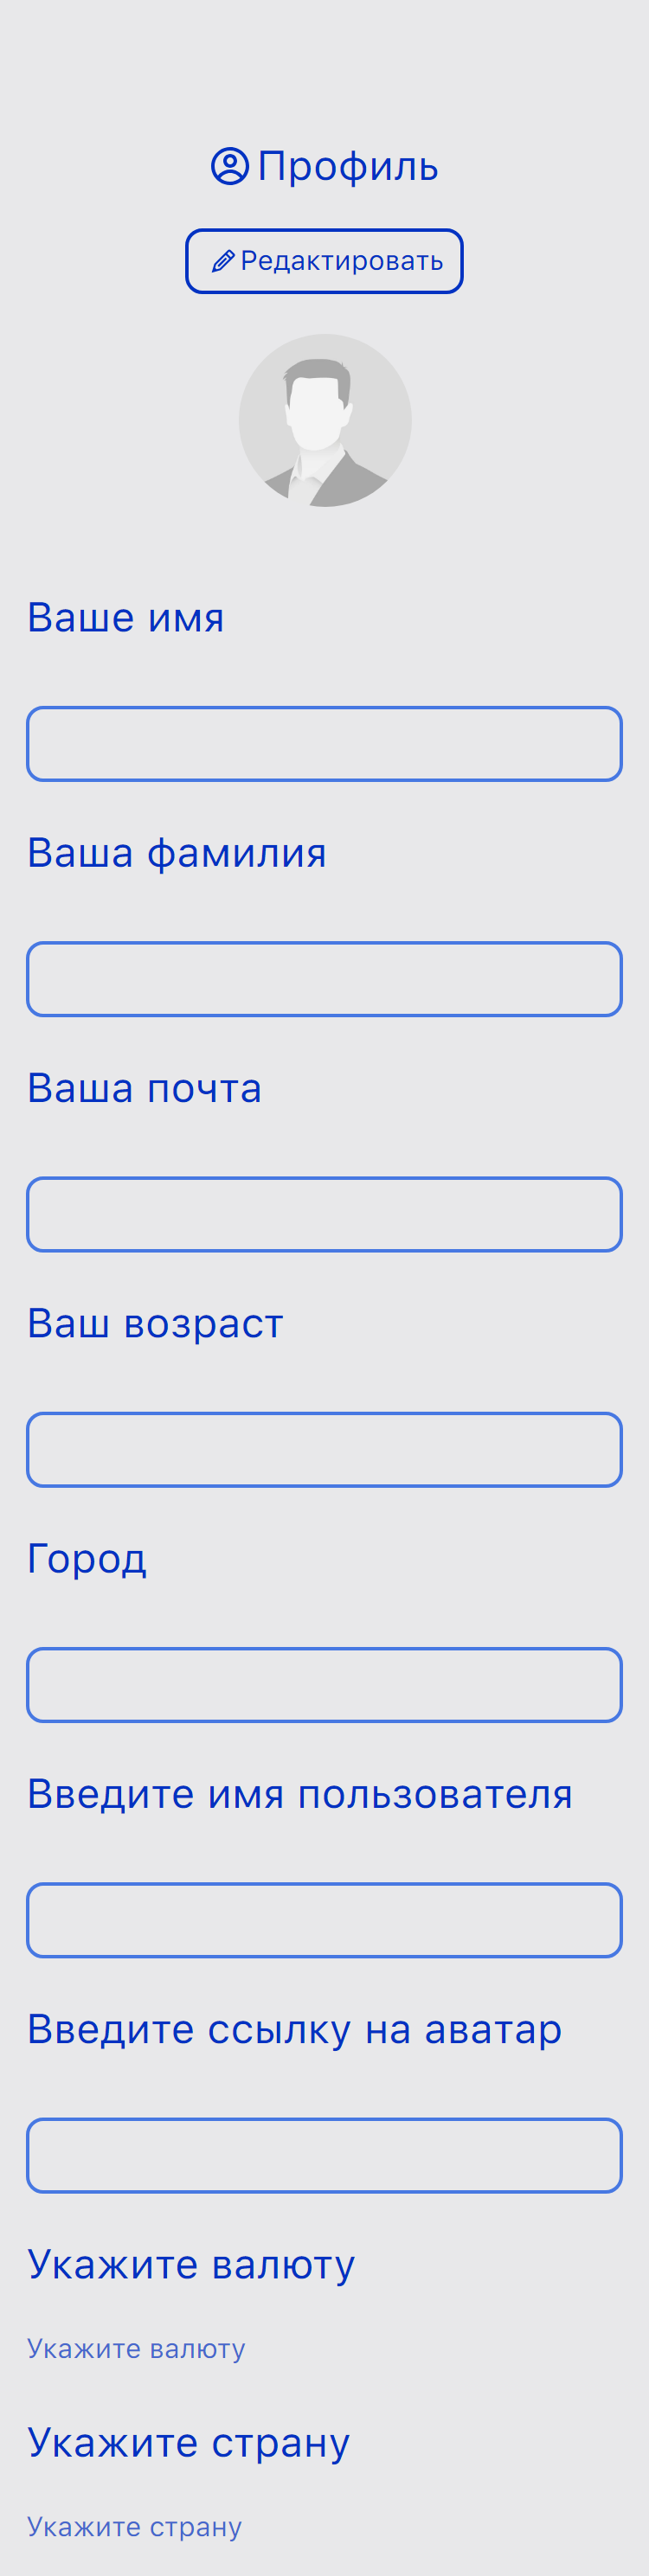 Профиль
Редактировать
Ваше имя
Ваша фамилия
Ваша почта
Ваш возраст
Город
Введите имя пользователя
Введите ссылку на аватар
Укажите валюту
Укажите валюту
Укажите страну
Укажите страну